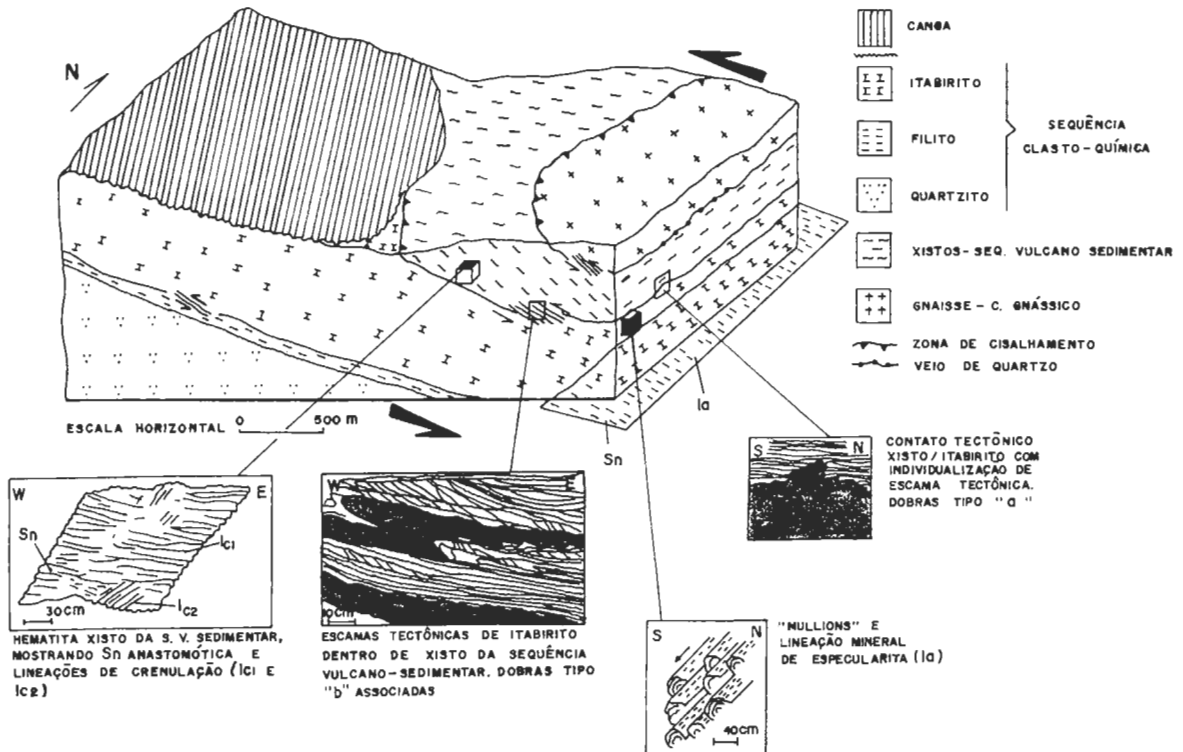 N
CANGA
ITABIRITO
FILITO
QUARTZITO
SEQUÊNCIA
CLASTO-QUÍMICA
XISTOS-SEQ. VULCANO SEDIMENTAR
GNAISSE - C. GNÁSSICO
ZONA DE CISALHAMENTO
VEIO DE QUARTZO
ESCALA HORIZONTAL 0 500 m
Sn
la
W E
Sn
lC1
lC2
30cm
HEMATITA XISTO DA S. V. SEDIMENTAR,
MOSTRANDO Sn ANASTOMÓTICA E
LINEAÇÕES DE CRENULAÇÃO (lC1 E
lC2)
W E
10cm
ESCAMAS TECTÔNICAS DE ITABIRITO
DENTRO DE XISTO DA SEQUÊNCIA
VULCANO-SEDIMENTAR. DOBRAS TIPO
"b" ASSOCIADAS
S N
CONTATO TECTÔNICO
XISTO/ITABIRITO COM
INDIVIDUALIZAÇÃO DE
ESCAMA TECTÔNICA.
DOBRAS TIPO "a"
S N
40cm
"MULLIONS" E
LINEAÇÃO MINERAL
DE ESPECULARITA (la)